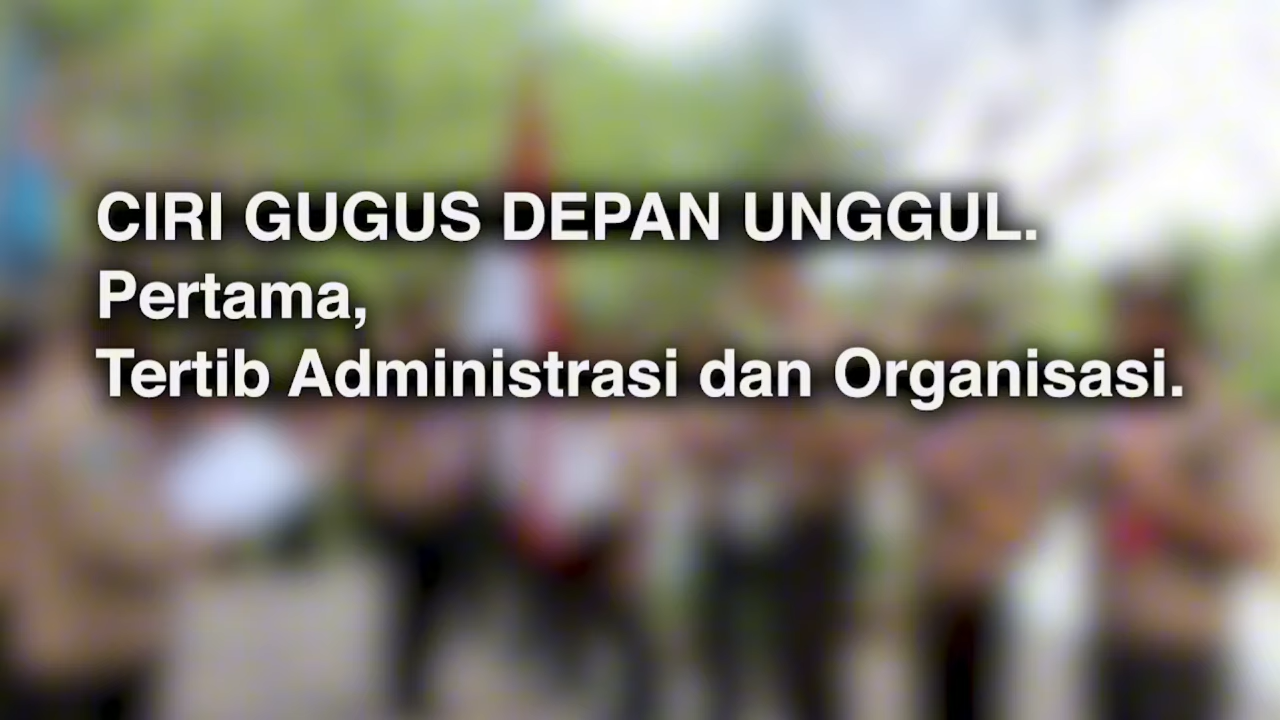 CIRI GUGUS DEPAN UNGGUL.
Pertama,
Tertib Administrasi dan Organisasi.